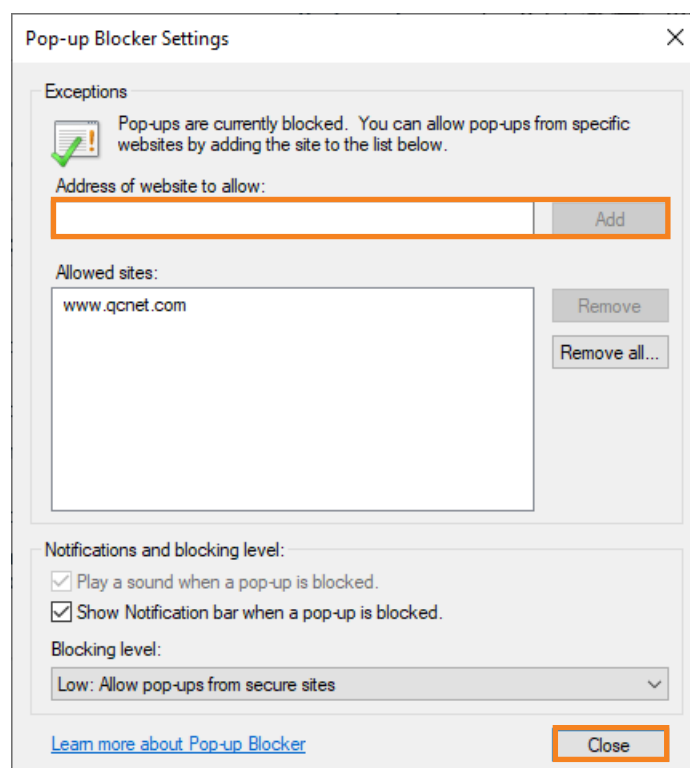 Pop-up Blocker Settings
Exceptions
Pop-ups are currently blocked. You can allow pop-ups from specific
websites by adding the site to the list below.
Address of website to allow:
Add
Allowed sites:
www.qcnet.com
Remove
Remove all...
Notifications and blocking level:
Play a sound when a pop-up is blocked.
Show Notification bar when a pop-up is blocked.
Blocking level:
Low: Allow pop-ups from secure sites
Learn more about Pop-up Blocker
Close